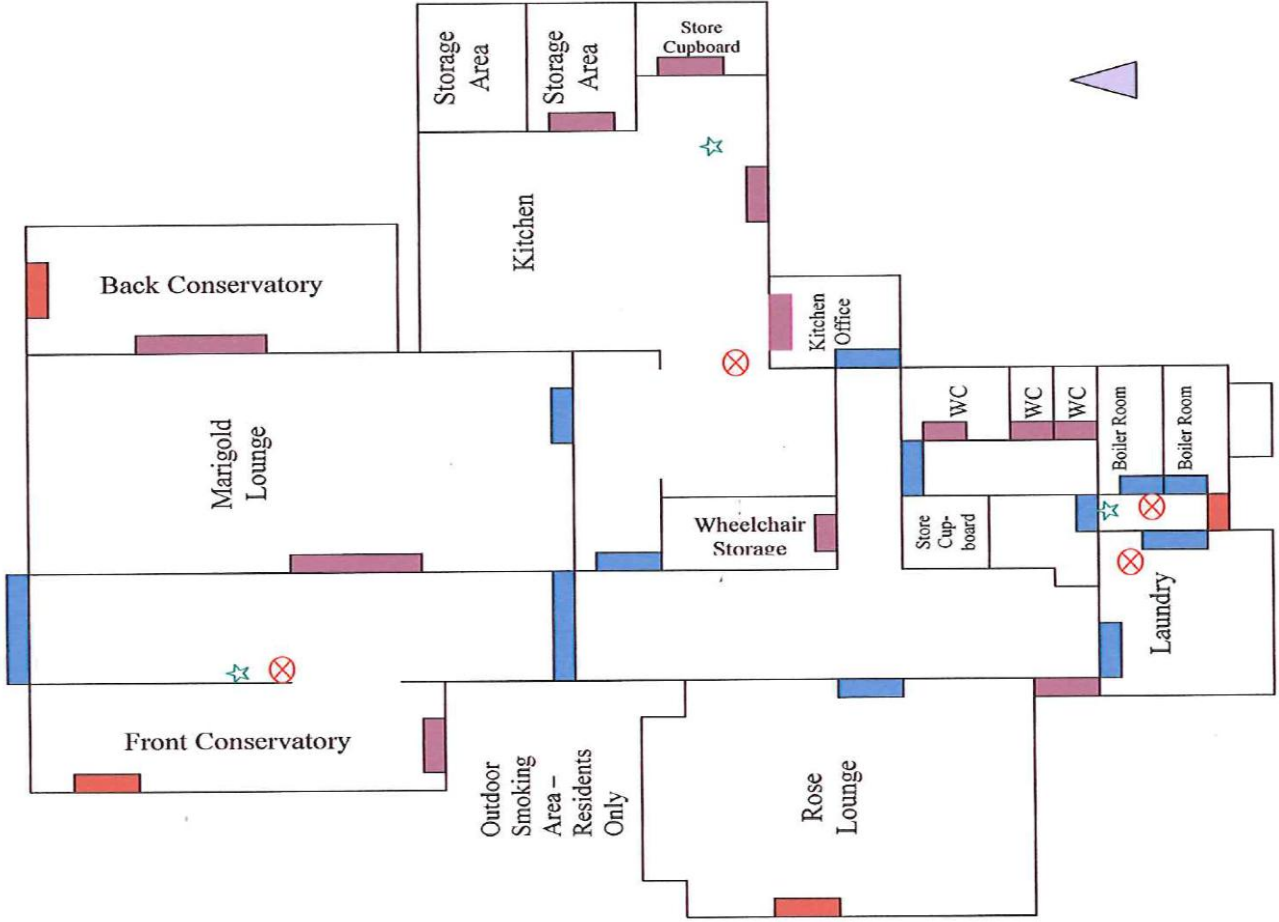 Storage
Area
Storage
Area
Store
Cupboard
Kitchen
Back Conservatory
Kitchen
Office
Marigold
Lounge
WC
WC
WC
Boiler Room
Boiler Room
Wheelchair
Storage
Store
Cup-
board
Laundry
Front Conservatory
Outdoor
Smoking
Area –
Residents
Only
Rose
Lounge